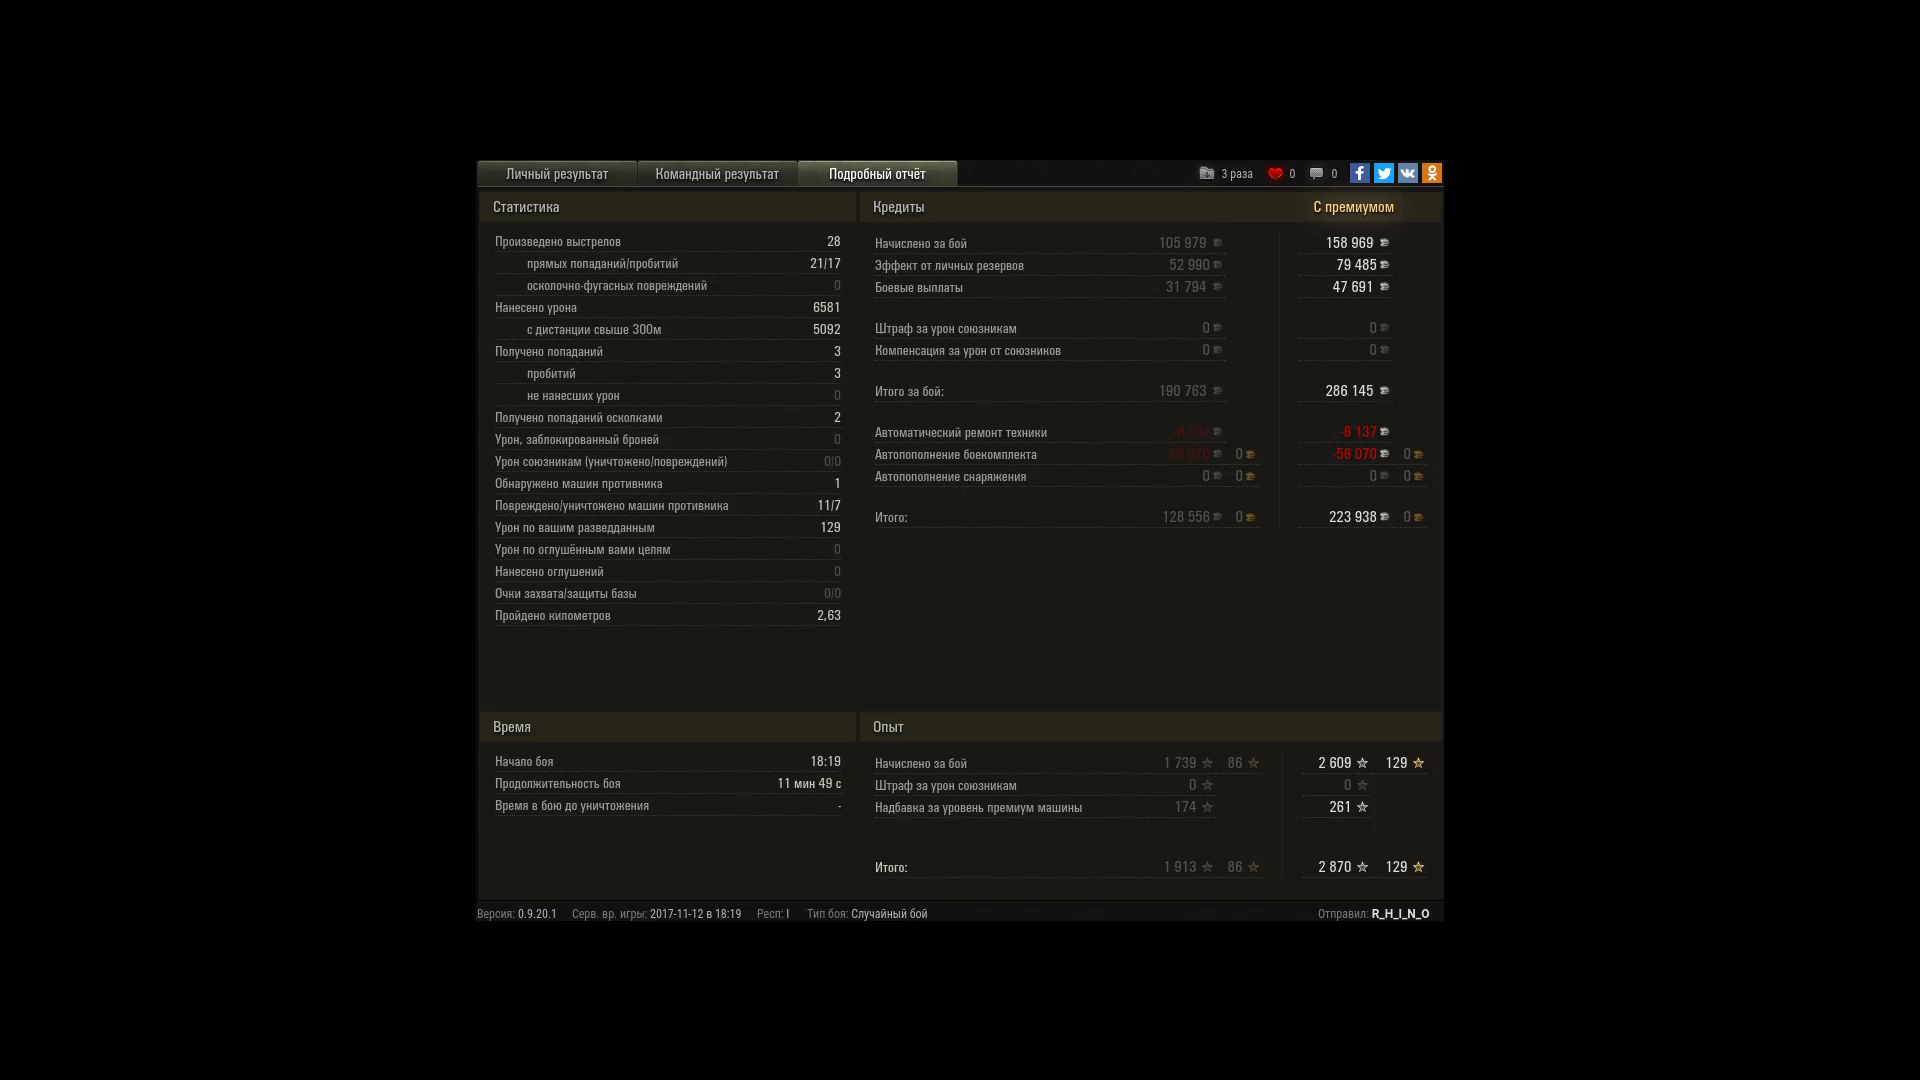 Личный результат Командный результат Подробный отчёт 3 раза 0 0
Статистика
Произведено выстрелов 28
прямых попаданий/пробитий 21/17
осколочно-фугасных повреждений 0
Нанесено урона 6581
с дистанции свыше 300м 5092
Получено попаданий 3
пробитий 3
не нанесших урон 0
Получено попаданий осколками 2
Урон, заблокированный броней 0
Урон союзникам (уничтожено/повреждений) 0/0
Обнаружено машин противника 1
Повреждено/уничтожено машин противника 11/7
Урон по вашим разведданным 129
Урон по оглушённым вами целям 0
Нанесено оглушений 0
Очки захвата/защиты базы 0/0
Пройдено километров 2,63
Кредиты С премиумом
Начислено за бой 105 979 158 969
Эффект от личных резервов 52 990 79 485
Боевые выплаты 31 794 47 691
Штраф за урон союзникам 0 0
Компенсация за урон от союзников 0 0
Итого за бой: 190 763 286 145
Автоматический ремонт техники -6 137 -6 137
Автопополнение боекомплекта -56 070 0 -56 070 0
Автопополнение снаряжения 0 0 0 0
Итого: 128 556 0 223 938 0
Время
Начало боя 18:19
Продолжительность боя 11 мин 49 с
Время в бою до уничтожения -
Опыт
Начислено за бой 1 739 86 2 609 129
Штраф за урон союзникам 0 0
Надбавка за уровень премиум машины 174 261
Итого: 1 913 86 2 870 129
Версия: 0.9.20.1 Серв. вр. игры: 2017-11-12 в 18:19 Респ: I Тип боя: Случайный бой Отправил: R_H_I_N_O